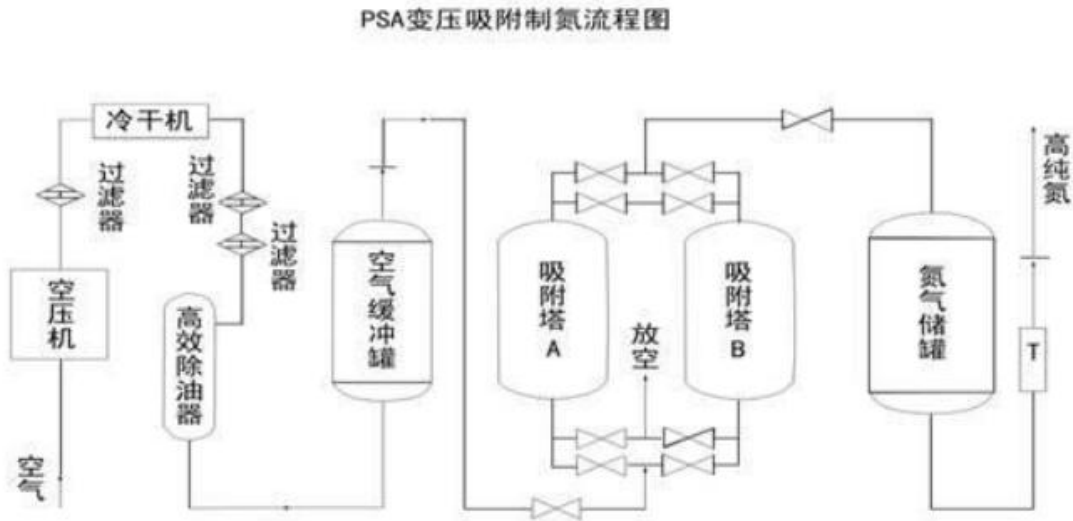 PSA变压吸附制氮流程图
冷干机
过滤器
过滤器
过滤器
空压机
空气
高效除油器
空气缓冲罐
吸附塔A
放空
吸附塔B
氮气储罐
T
高纯氮